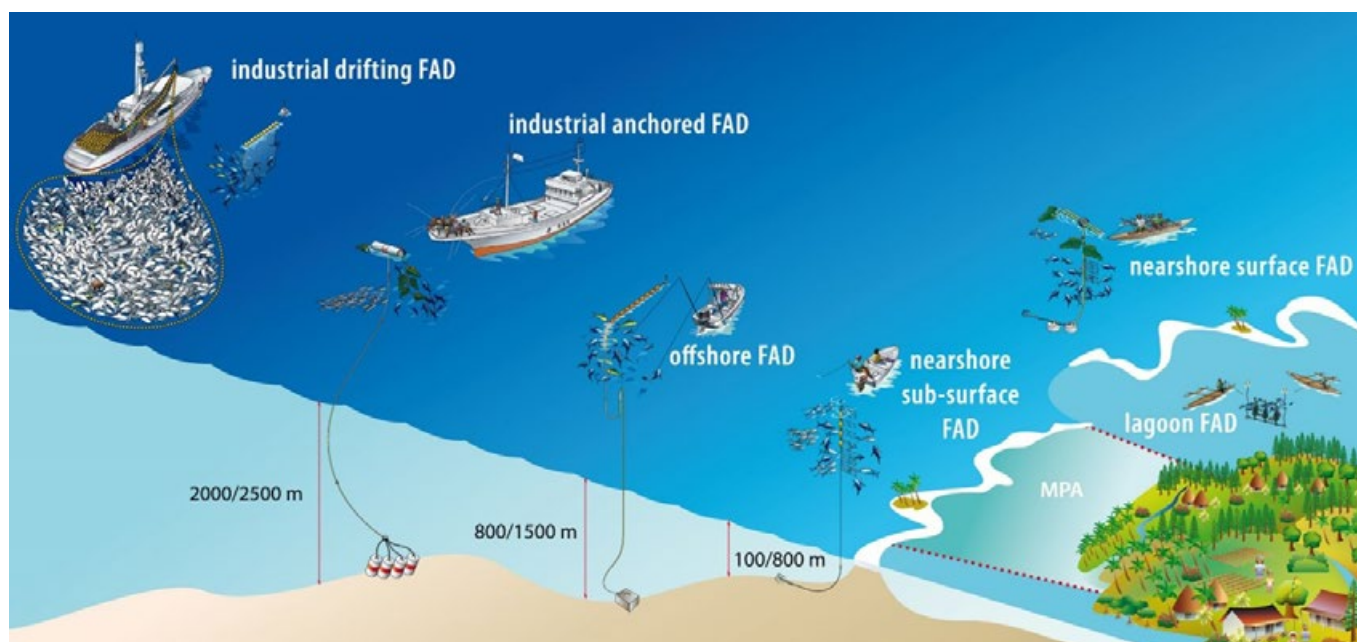 industrial drifting FAD
industrial anchored FAD
nearshore surface FAD
offshore FAD
nearshore
sub-surface
FAD
lagoon FAD
MPA
2000/2500 m
800/1500 m
100/800 m